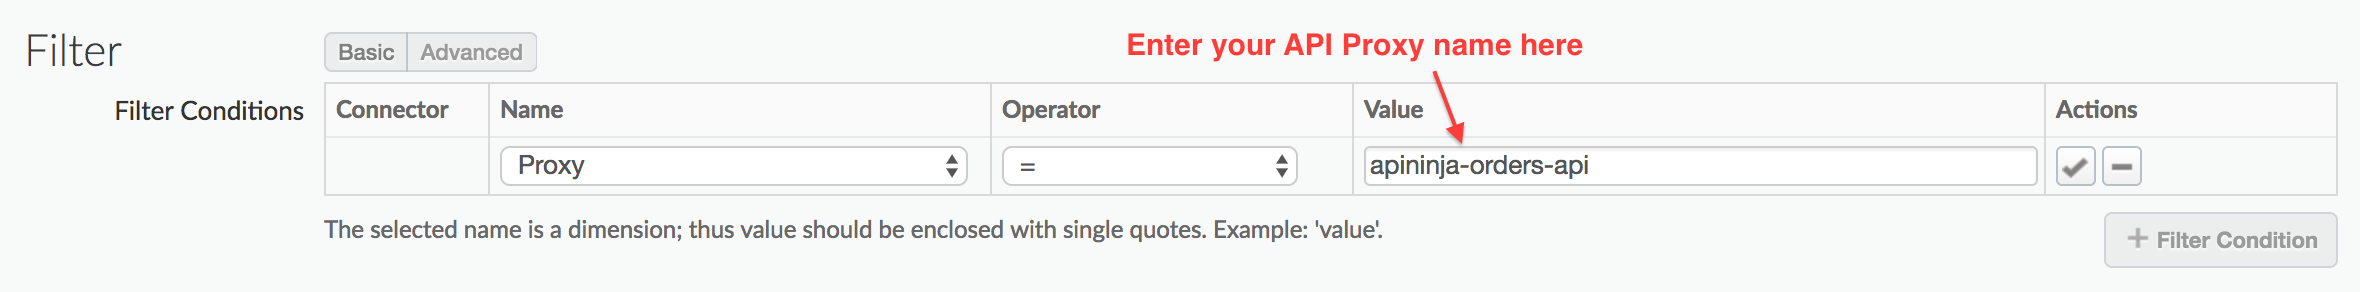 Filter
Basic Advanced
Enter your API Proxy name here
Filter Conditions
Connector Name Operator Value Actions
Proxy = apininja-orders-api
The selected name is a dimension; thus value should be enclosed with single quotes. Example: 'value'.
+ Filter Condition